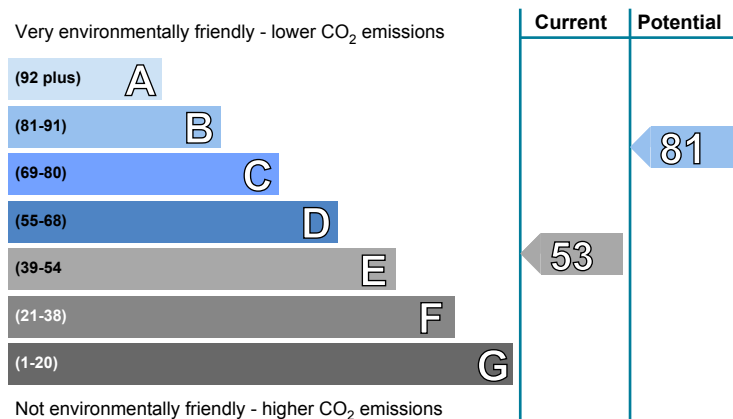 Current Potential
Very environmentally friendly - lower CO2 emissions
(92 plus) A
(81-91) B
(69-80) C
(55-68) D
(39-54 E
(21-38) F
(1-20) G
81
53
Not environmentally friendly - higher CO2 emissions